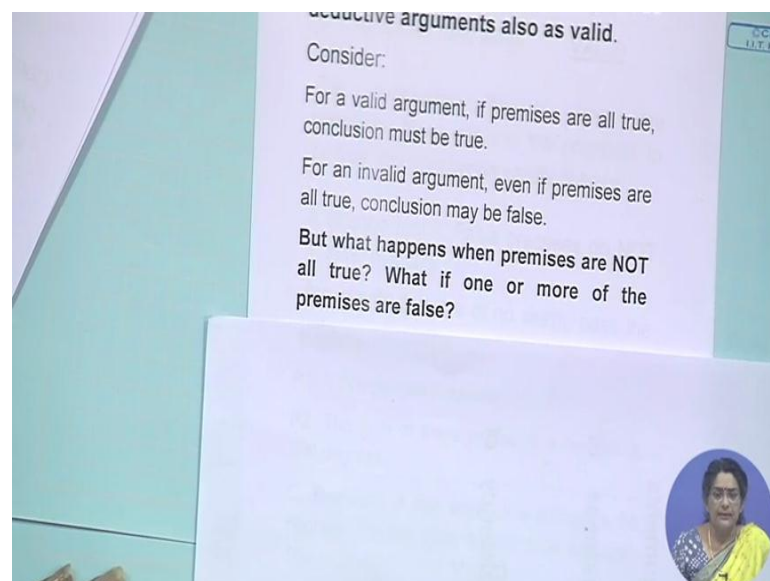 deductive arguments also as valid.
Consider:
For a valid argument, if premises are all true,
conclusion must be true.
For an invalid argument, even if premises are
all true, conclusion may be false.
But what happens when premises are NOT
all true? What if one or more of the
premises are false?